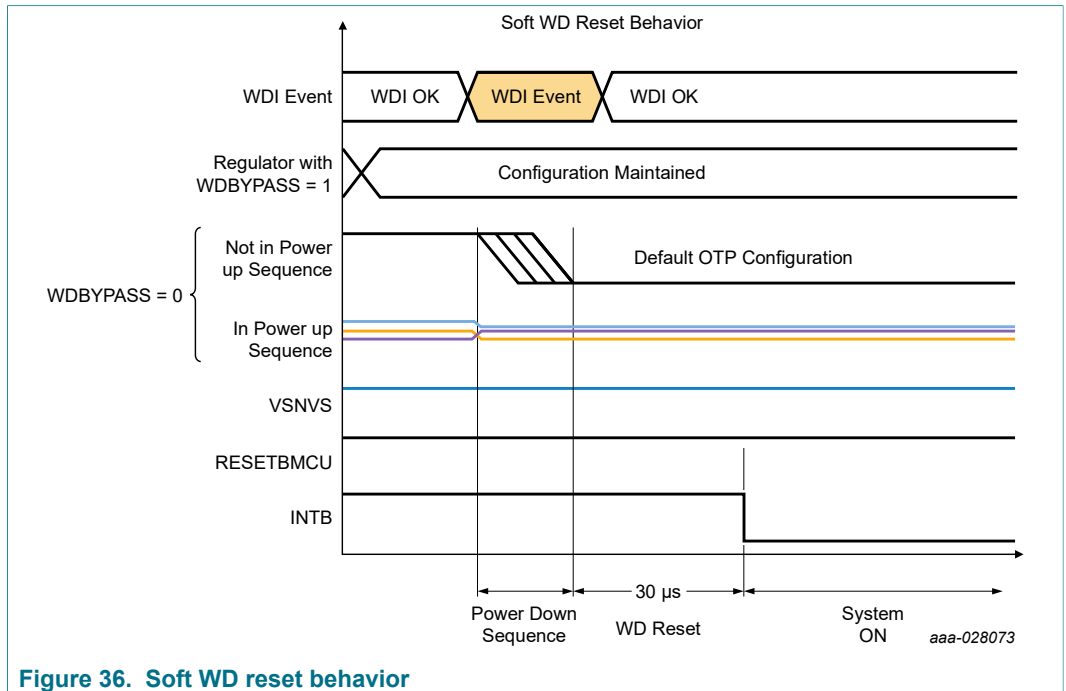 Soft WD Reset Behavior
WDI Event
WDI OK
WDI Event
WDI OK
Regulator with
WDBYPASS = 1
Configuration Maintained
WDBYPASS = 0
Not in Power
up Sequence
Default OTP Configuration
In Power up
Sequence
VSNVS
RESETBMCU
INTB
30 µs
Power Down
Sequence
WD Reset
System
ON
aaa-028073
Figure 36. Soft WD reset behavior